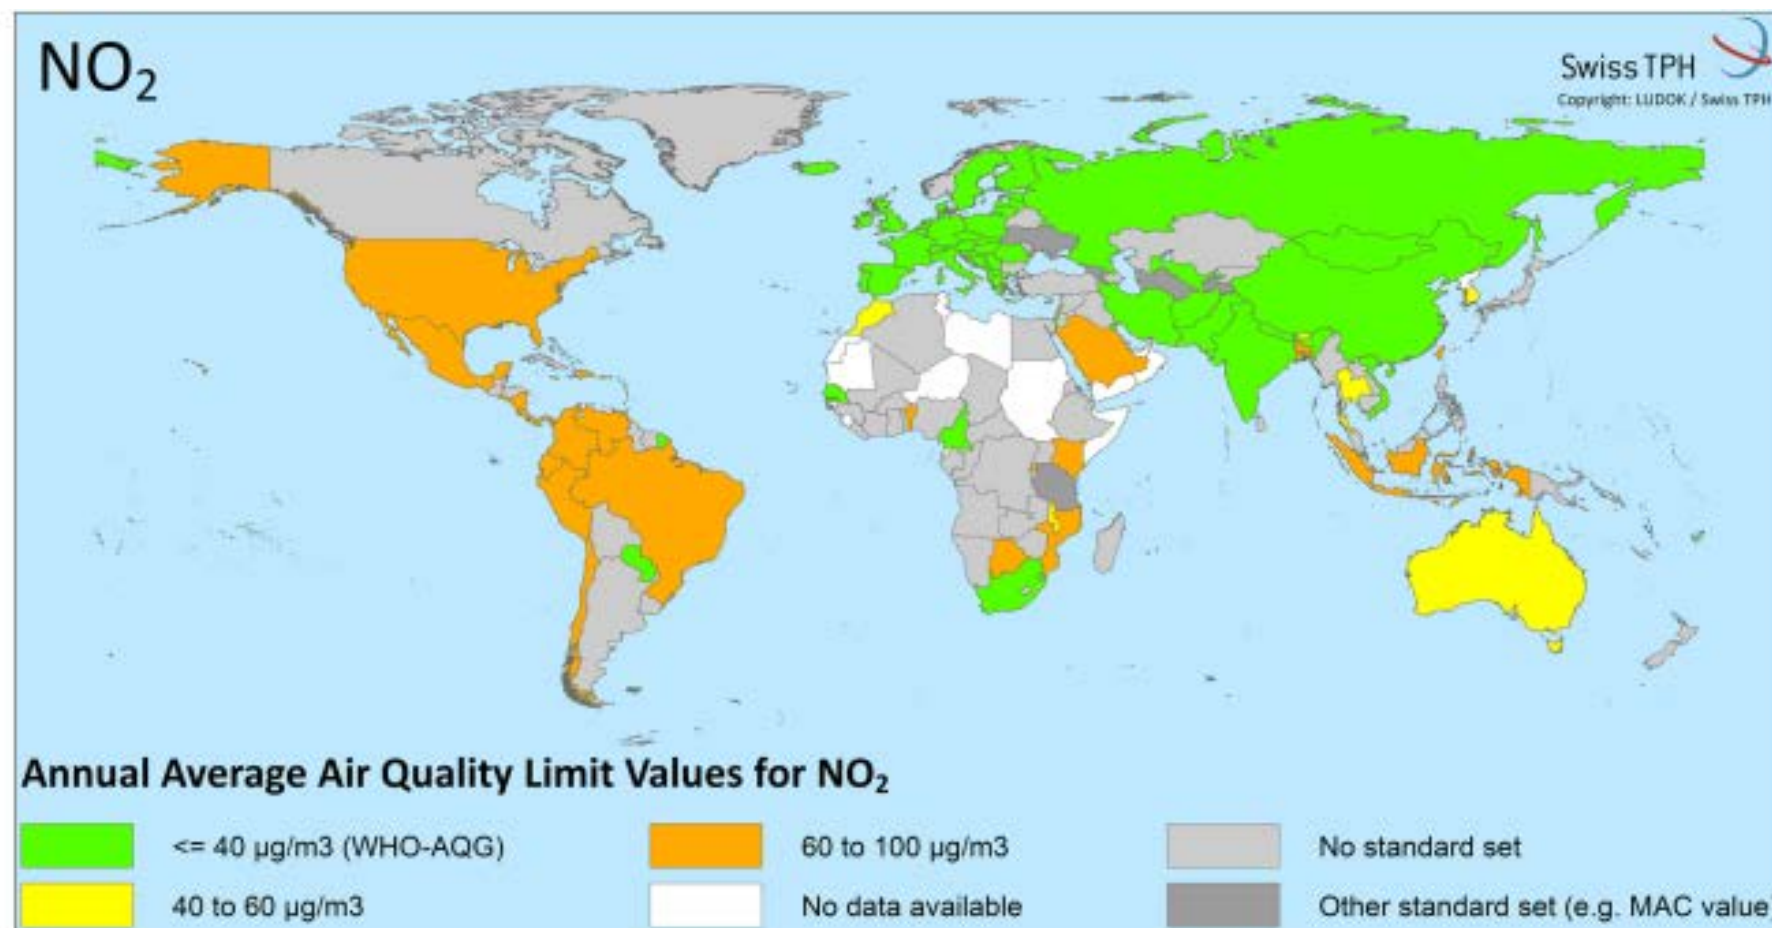 NO₂
Swiss TPH
Copyright: LUDOK / Swiss TPH
Annual Average Air Quality Limit Values for NO₂
<= 40 µg/m3 (WHO-AQG)
60 to 100 µg/m3
No standard set
40 to 60 µg/m3
No data available
Other standard set (e.g. MAC value)